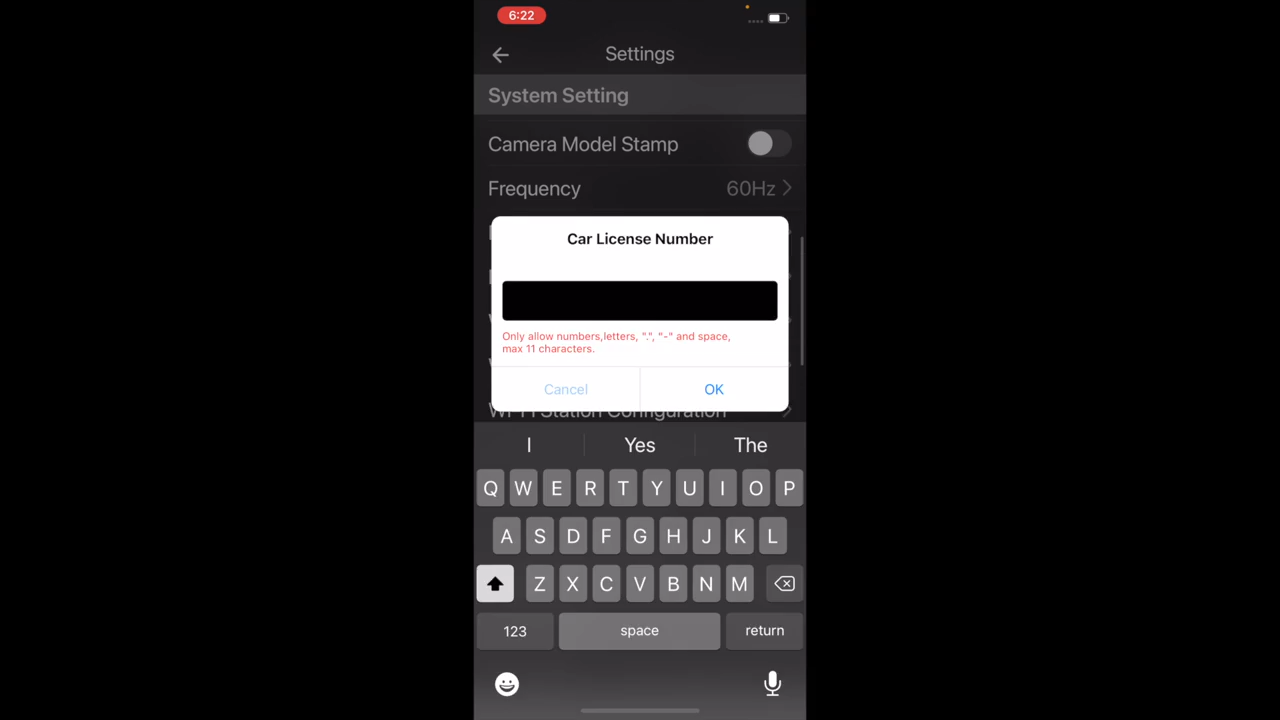 6:22
Settings
System Setting
Camera Model Stamp
Frequency 60Hz
Car License Number
Only allow numbers,letters, ".", "-" and space,
max 11 characters.
Cancel OK
Wi-Fi Station Configuration
I Yes The
Q W E R T Y U I O P
A S D F G H J K L
Z X C V B N M
123 space return